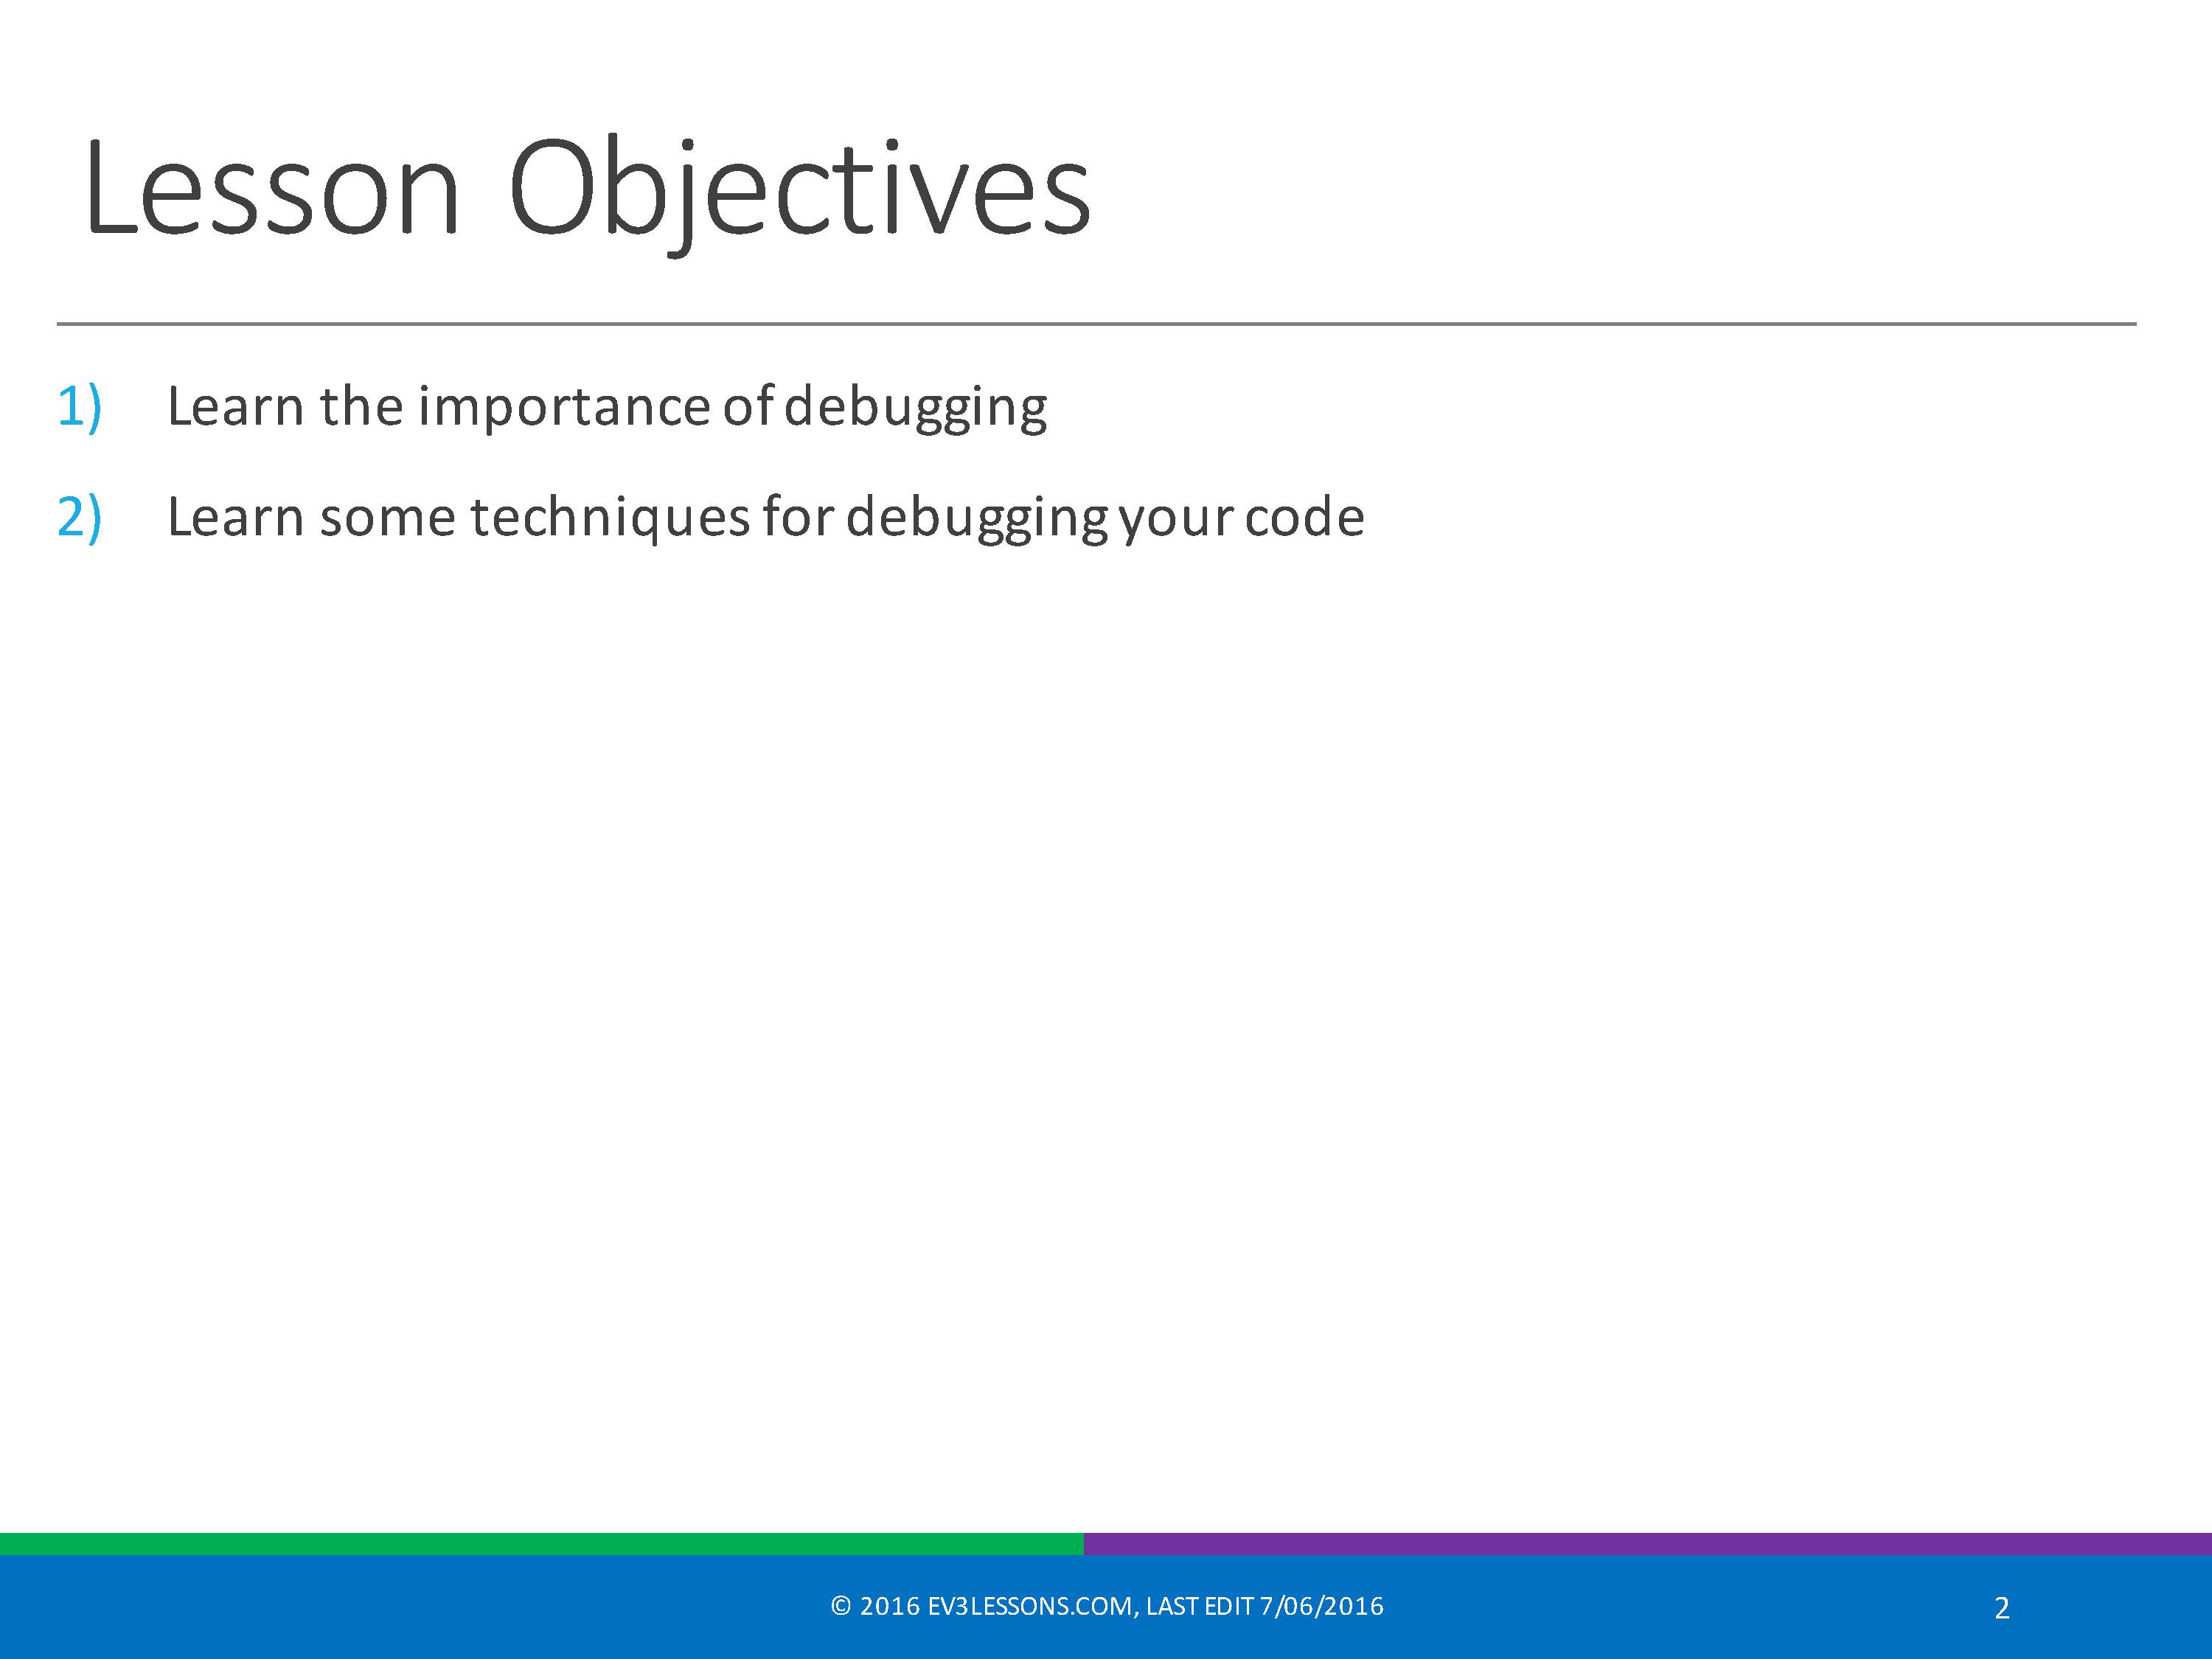 Lesson Objectives
1) Learn the importance of debugging
2) Learn some techniques for debugging your code
© 2016 EV3LESSONS.COM, LAST EDIT 7/06/2016
2